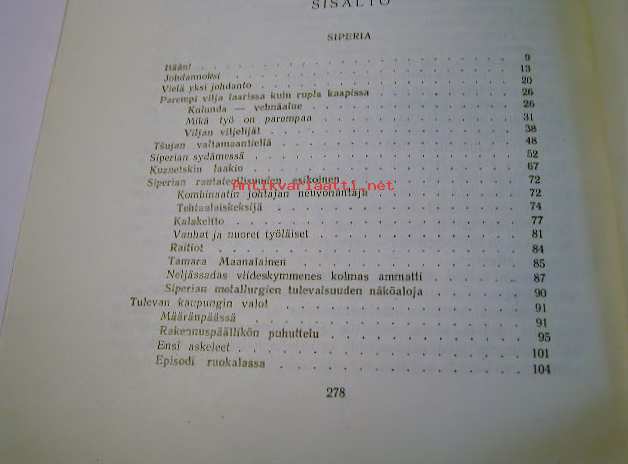 SISÄLTÖ
SIPERIA
Itään! 9
Johdannoksi 13
Vielä yksi johdanto 20
Parempi vilja laarissa kuin rupla kaapissa 26
Kulunda — vehnäalue 26
Mikä työ on parempaa 31
Viljan viljelijät 38
Tšujan valtamaantiellä 48
Siperian sydämessä 52
Kuznetskin laakio 67
Siperian rautateollisuuden esikoinen 72
Antikvariaatti.net
Kombinaatin johtajan neuvonantaja 72
Tehtaalaiskeksijä 74
Kalakeitto 77
Vanhat ja nuoret työläiset 81
Raitiot 84
Tamara Maanalainen 85
Neljässadas viideskymmenes kolmas ammatti 87
Siperian metallurgien tulevaisuuden näköaloja 90
Tulevan kaupungin valot 91
Määränpäässä 91
Rakennuspäällikön puhuttelu 95
Ensi askeleet 101
Episodi ruokalassa 104
278